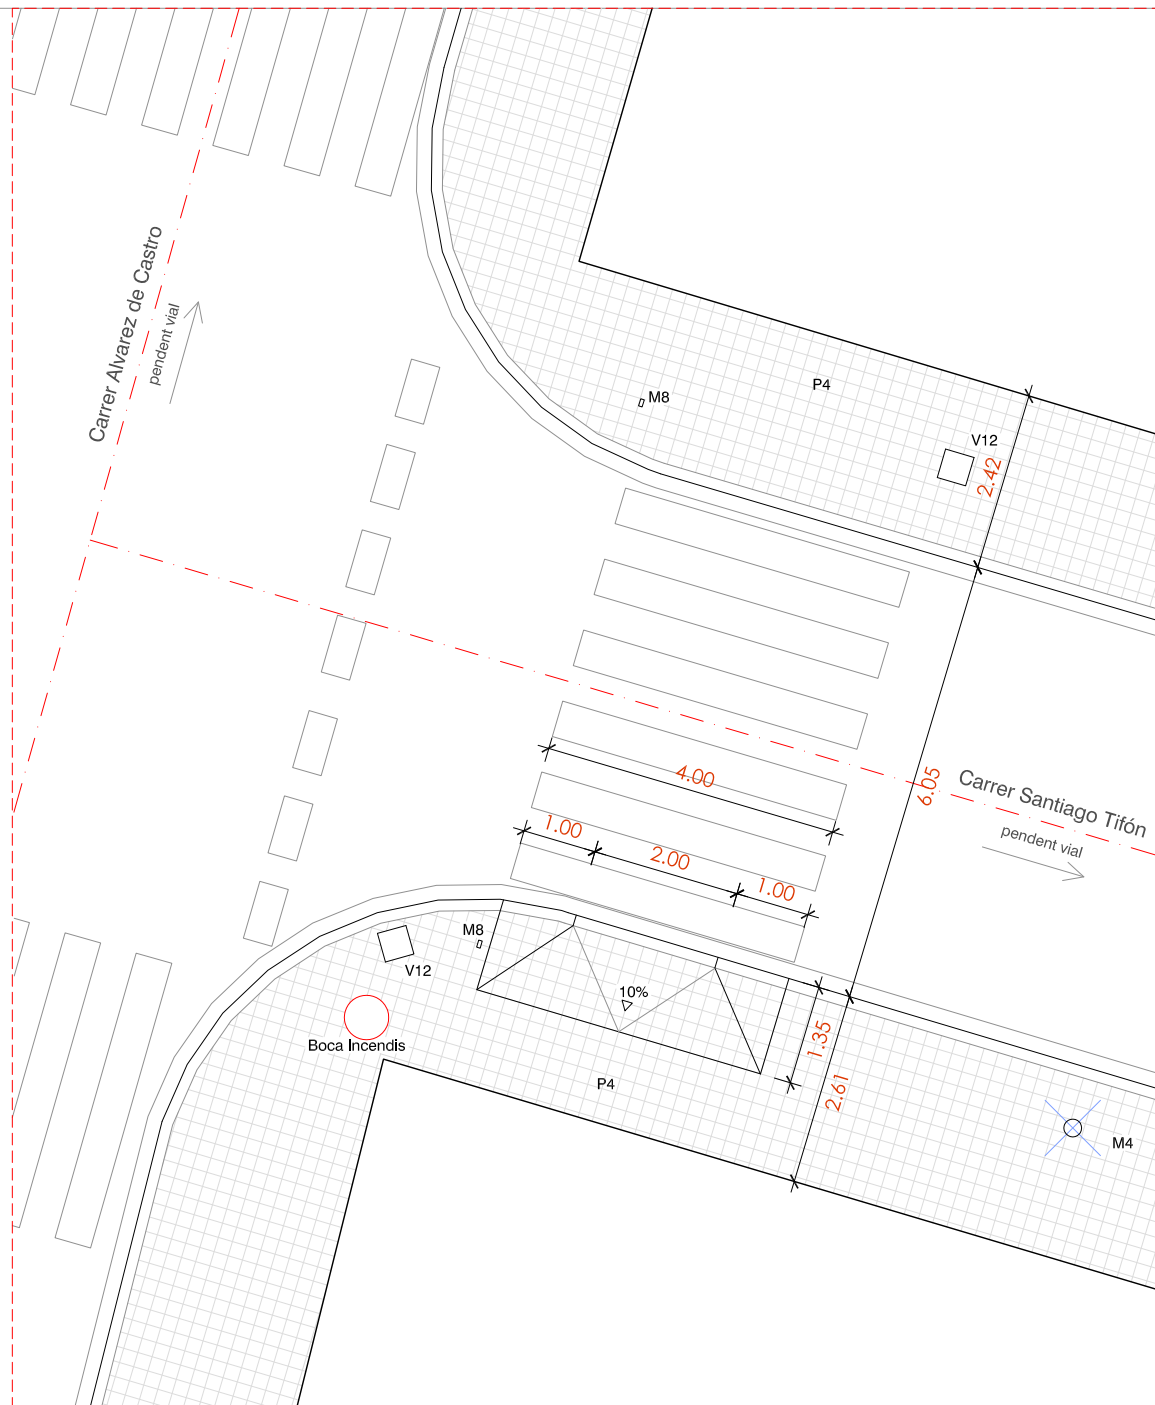 Carrer Alvarez de Castro
pendent vial
M8
P4
V12
2.42
4.00
6.05
Carrer Santiago Tifón
pendent vial
1.00
2.00
1.00
M8
V12
10%
Boca Incendis
1.35
P4
2.61
M4